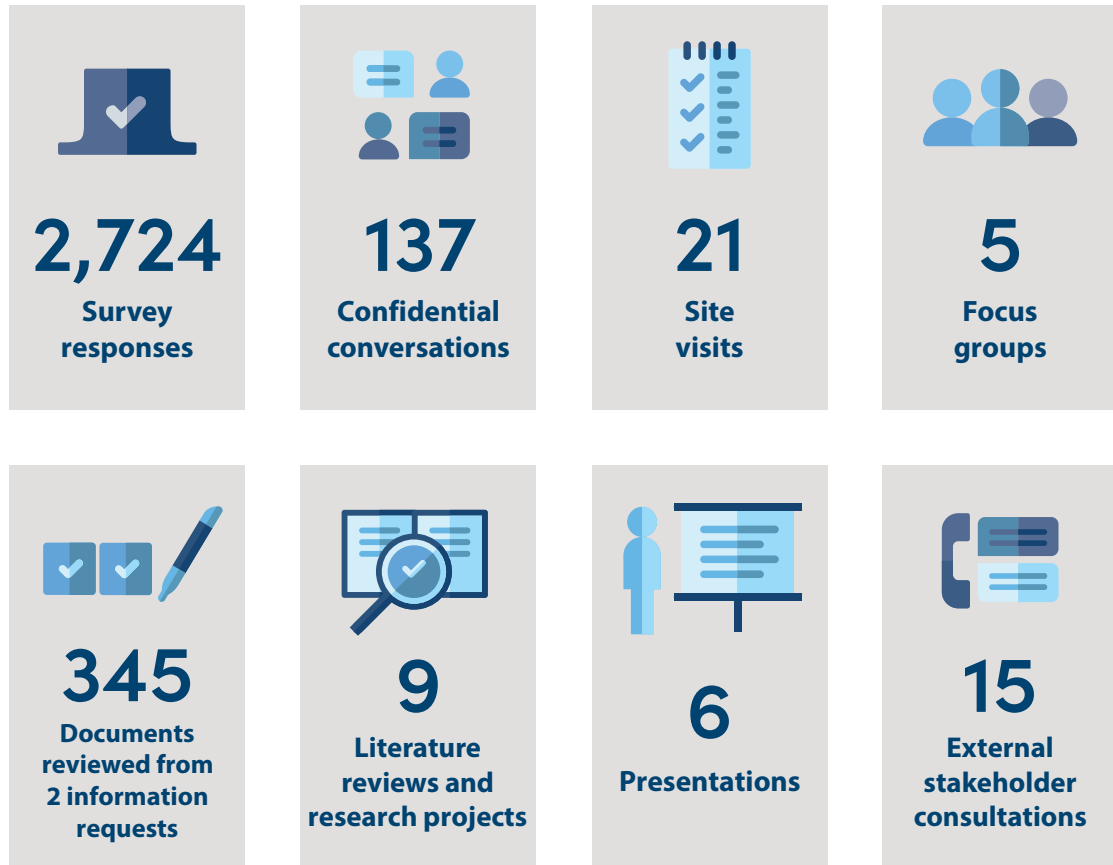 2,724
Survey
responses
137
Confidential
conversations
21
Site
visits
5
Focus
groups
345
Documents
reviewed from
2 information
requests
9
Literature
reviews and
research projects
6
Presentations
15
External
stakeholder
consultations